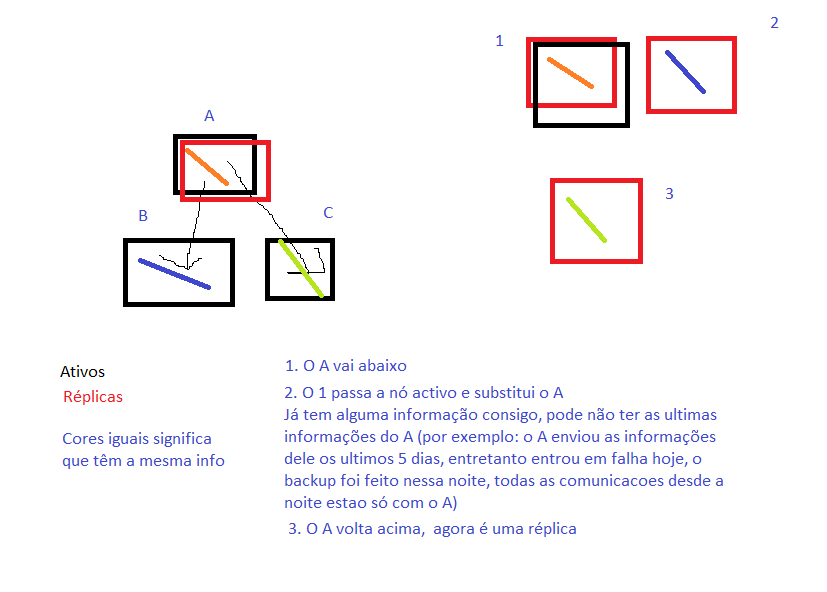 2
1
A
3
B
C
1. O A vai abaixo
Ativos
2. O 1 passa a nó activo e substitui o A
Réplicas
Já tem alguma informação consigo, pode não ter as ultimas
informações do A (por exemplo: o A enviou as informações
Cores iguais significa
dele os ultimos 5 dias, entretanto entrou em falha hoje, o
que têm a mesma info
backup foi feito nessa noite, todas as comunicacoes desde a
noite estao só com o A)
3. O A volta acima, agora é uma réplica